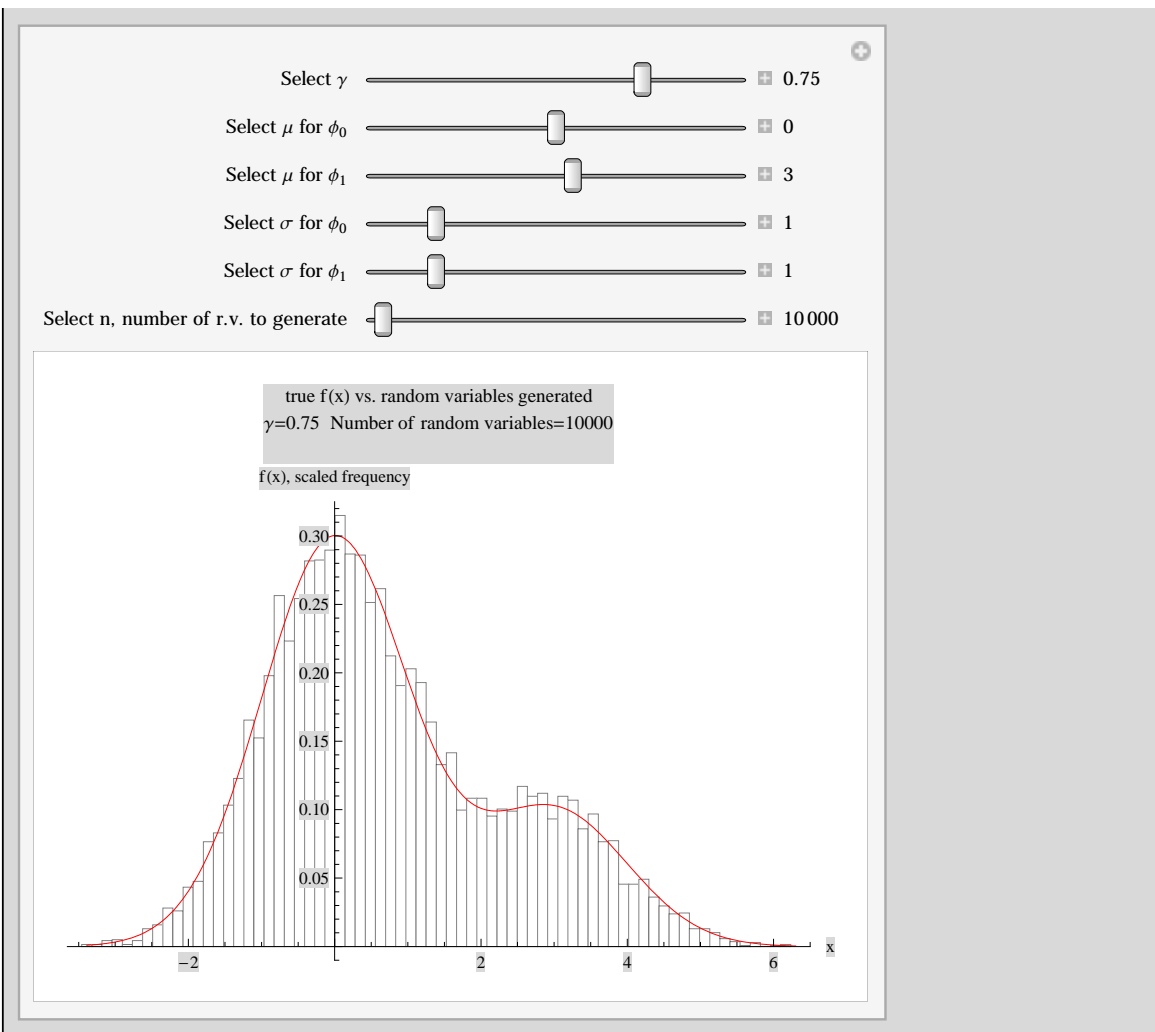 Select γ 0.75
Select μ for ϕ₀ 0
Select μ for ϕ₁ 3
Select σ for ϕ₀ 1
Select σ for ϕ₁ 1
Select n, number of r.v. to generate 10 000
true f(x) vs. random variables generated
γ=0.75 Number of random variables=10000
f(x), scaled frequency
0.30
0.25
0.20
0.15
0.10
0.05
x
−2 2 4 6